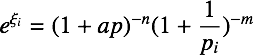 $e^{\xi_i} = (1 + ap)^{-n}(1 + \frac{1}{p_i})^{-m}$